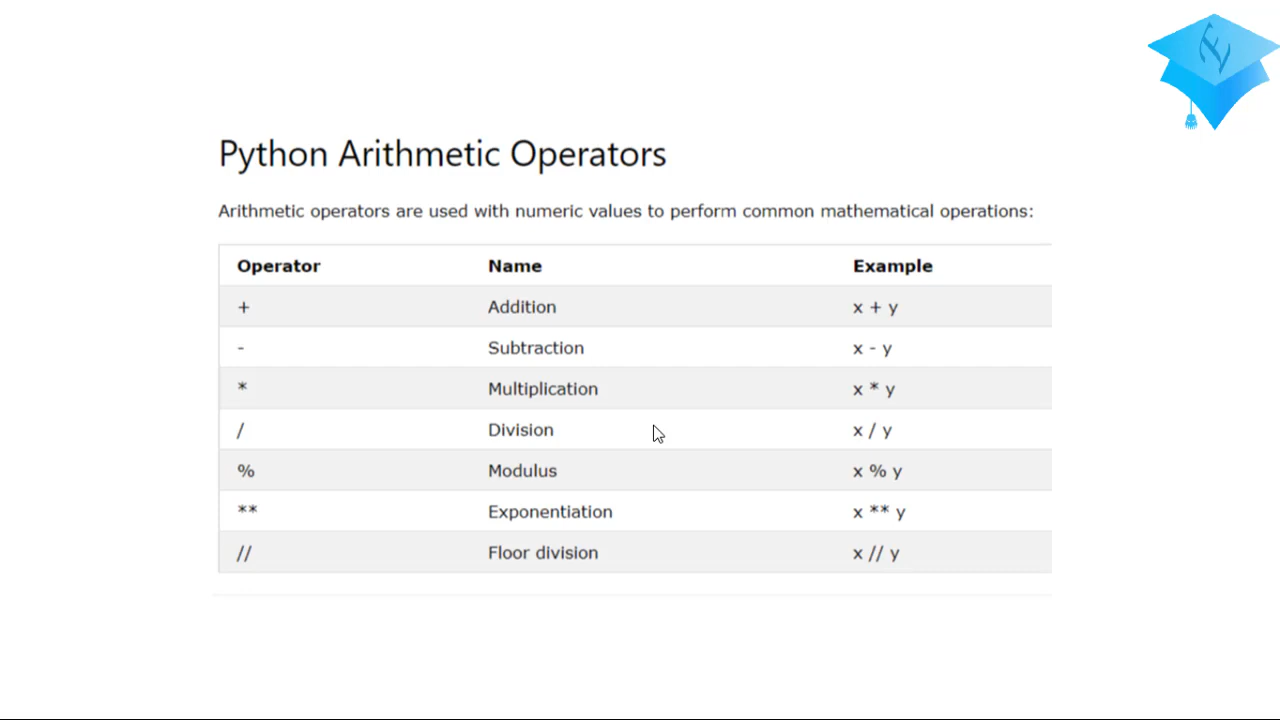 Python Arithmetic Operators
Arithmetic operators are used with numeric values to perform common mathematical operations:
Operator Name Example
+ Addition x + y
- Subtraction x - y
* Multiplication x * y
/ Division x / y
% Modulus x % y
** Exponentiation x ** y
// Floor division x // y